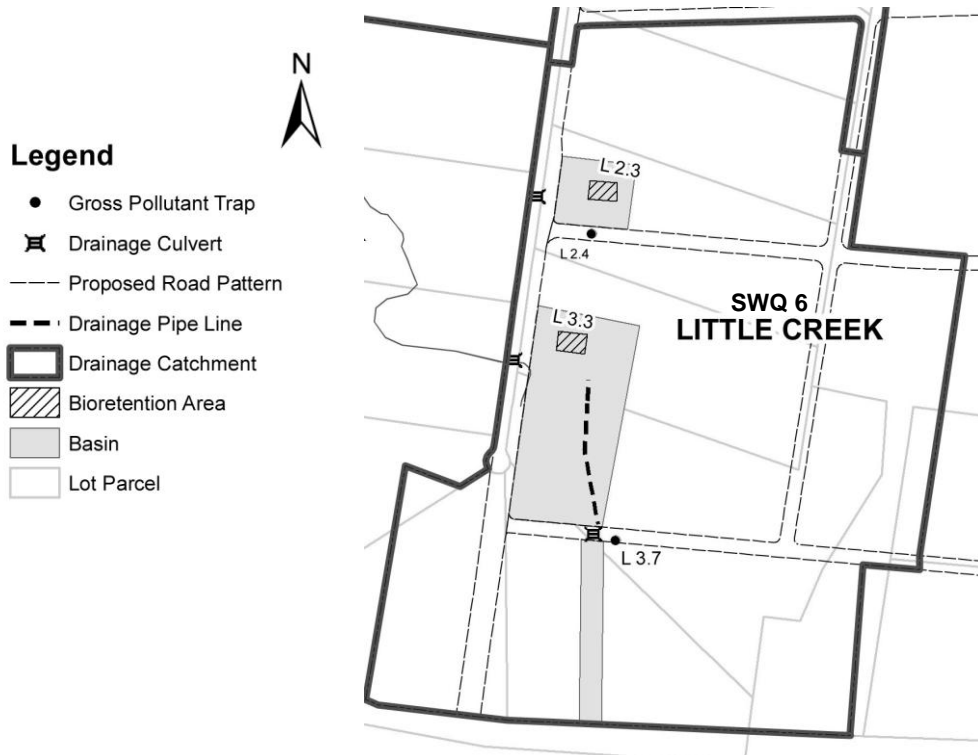 N
Legend
Gross Pollutant Trap
Drainage Culvert
Proposed Road Pattern
Drainage Pipe Line
Drainage Catchment
Bioretention Area
Basin
Lot Parcel
L 2.3
L 2.4
SWQ 6
LITTLE CREEK
L 3.3
L 3.7